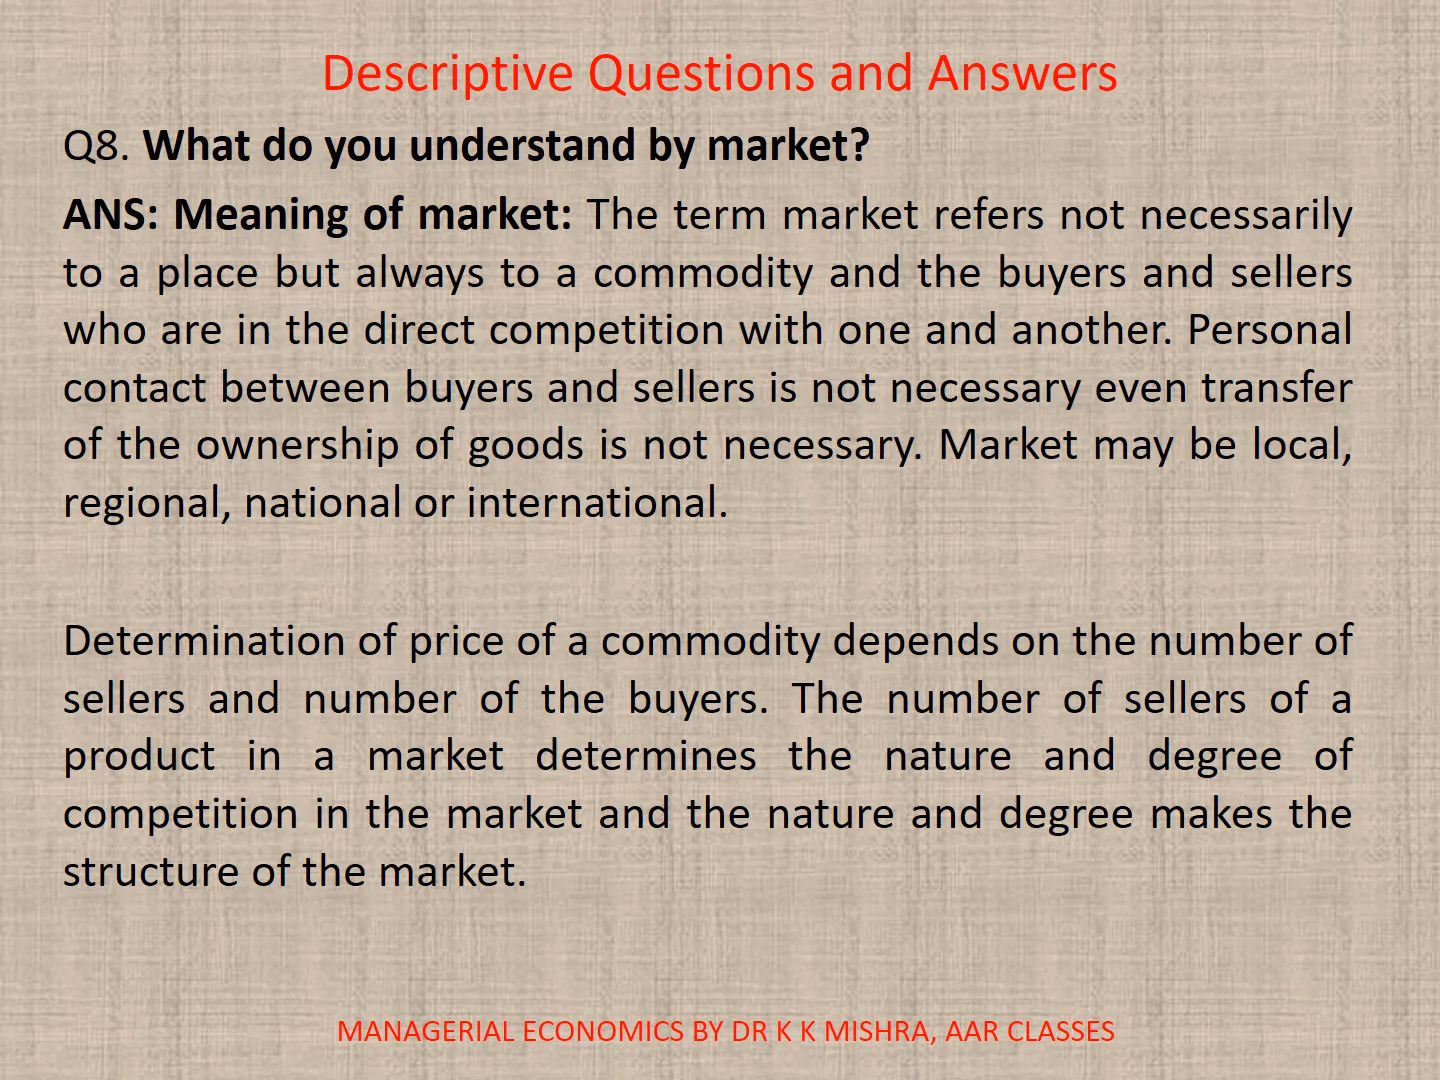 Descriptive Questions and Answers
Q8. What do you understand by market?
ANS: Meaning of market: The term market refers not necessarily
to a place but always to a commodity and the buyers and sellers
who are in the direct competition with one and another. Personal
contact between buyers and sellers is not necessary even transfer
of the ownership of goods is not necessary. Market may be local,
regional, national or international.
Determination of price of a commodity depends on the number of
sellers and number of the buyers. The number of sellers of a
product in a market determines the nature and degree of
competition in the market and the nature and degree makes the
structure of the market.
MANAGERIAL ECONOMICS BY DR K K MISHRA, AAR CLASSES